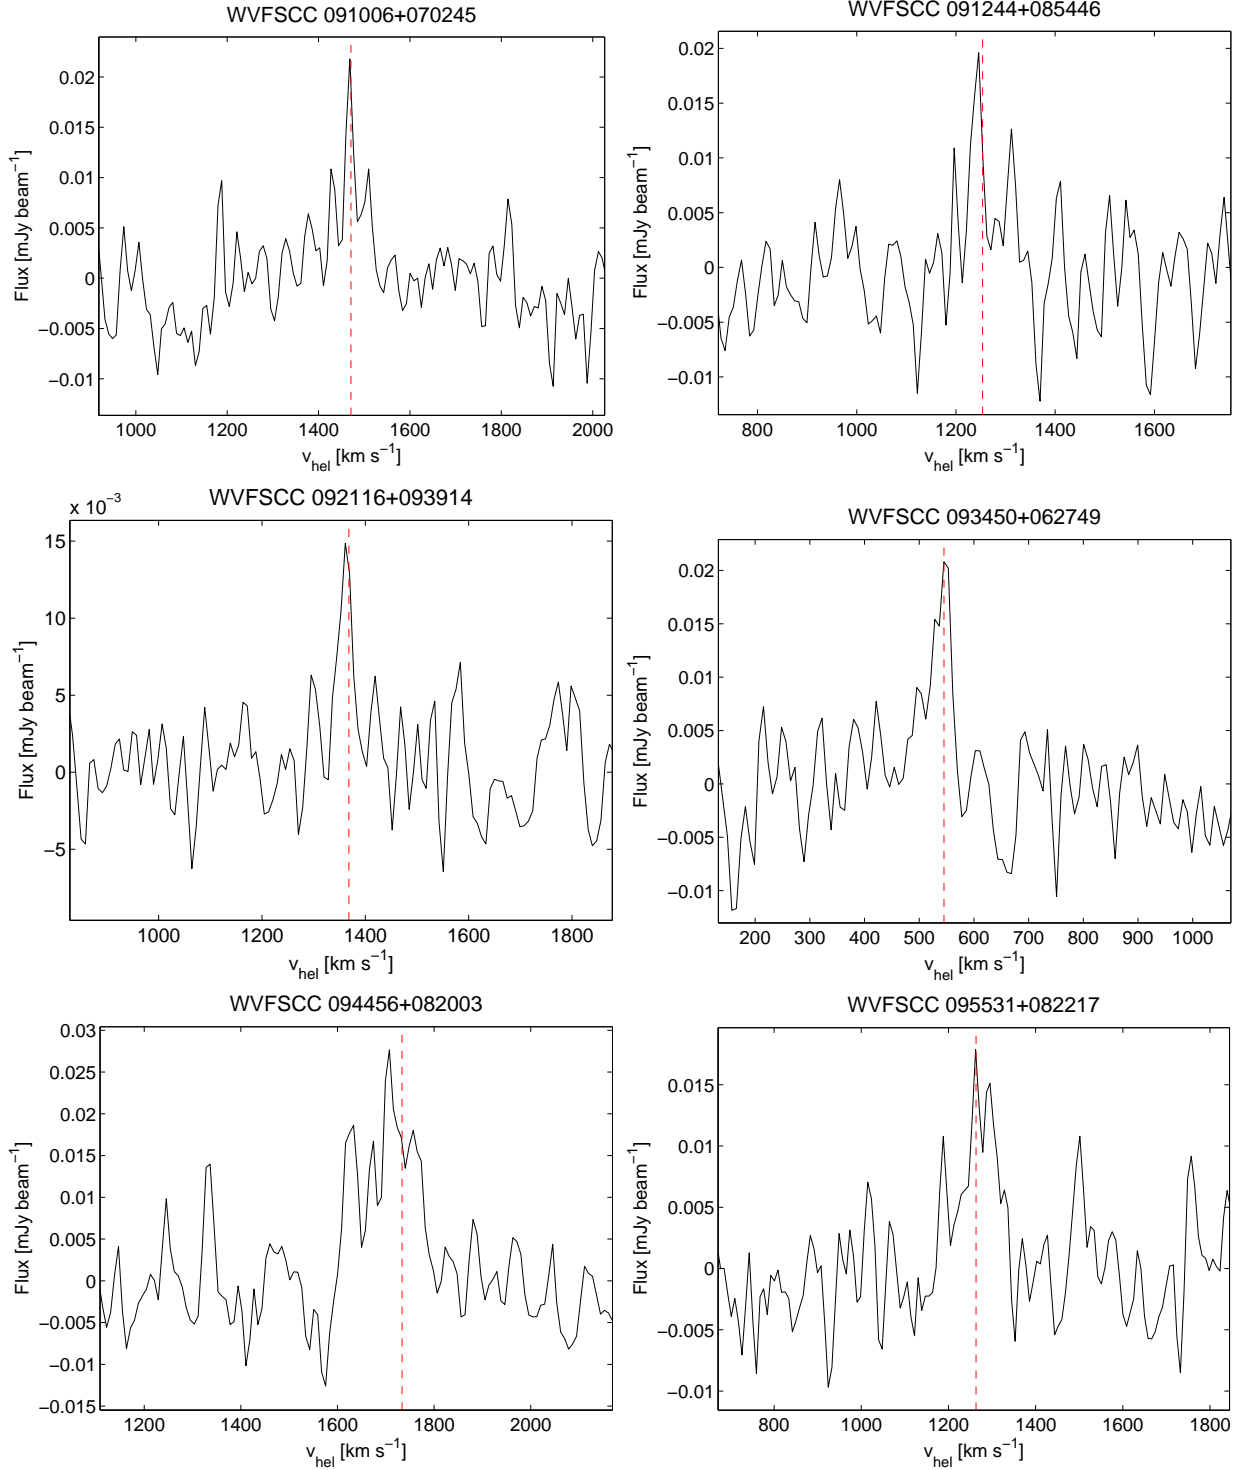 WVFSCC 091006+070245
Flux [mJy beam⁻¹]
0.02
0.015
0.01
0.005
0
−0.005
−0.01
1000 1200 1400 1600 1800 2000
v_hel [km s⁻¹]
WVFSCC 091244+085446
Flux [mJy beam⁻¹]
0.02
0.015
0.01
0.005
0
−0.005
−0.01
800 1000 1200 1400 1600
v_hel [km s⁻¹]
WVFSCC 092116+093914
x 10⁻³
Flux [mJy beam⁻¹]
15
10
5
0
−5
1000 1200 1400 1600 1800
v_hel [km s⁻¹]
WVFSCC 093450+062749
Flux [mJy beam⁻¹]
0.02
0.015
0.01
0.005
0
−0.005
−0.01
200 300 400 500 600 700 800 900 1000
v_hel [km s⁻¹]
WVFSCC 094456+082003
Flux [mJy beam⁻¹]
0.03
0.025
0.02
0.015
0.01
0.005
0
−0.005
−0.01
−0.015
1200 1400 1600 1800 2000
v_hel [km s⁻¹]
WVFSCC 095531+082217
Flux [mJy beam⁻¹]
0.015
0.01
0.005
0
−0.005
−0.01
800 1000 1200 1400 1600 1800
v_hel [km s⁻¹]